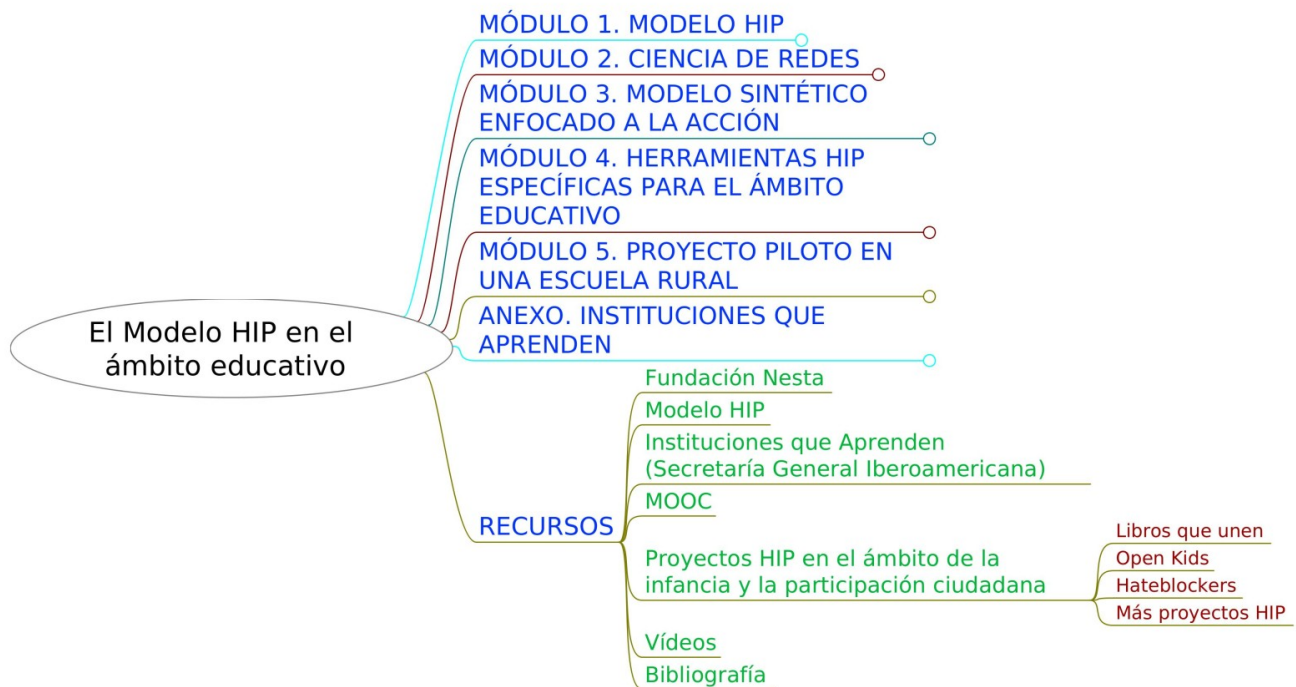 El Modelo HIP en el
ámbito educativo
MÓDULO 1. MODELO HIP
MÓDULO 2. CIENCIA DE REDES
MÓDULO 3. MODELO SINTÉTICO
ENFOCADO A LA ACCIÓN
MÓDULO 4. HERRAMIENTAS HIP
ESPECÍFICAS PARA EL ÁMBITO
EDUCATIVO
MÓDULO 5. PROYECTO PILOTO EN
UNA ESCUELA RURAL
ANEXO. INSTITUCIONES QUE
APRENDEN
RECURSOS
Fundación Nesta
Modelo HIP
Instituciones que Aprenden
(Secretaría General Iberoamericana)
MOOC
Proyectos HIP en el ámbito de la
infancia y la participación ciudadana
Libros que unen
Open Kids
Hateblockers
Más proyectos HIP
Vídeos
Bibliografía